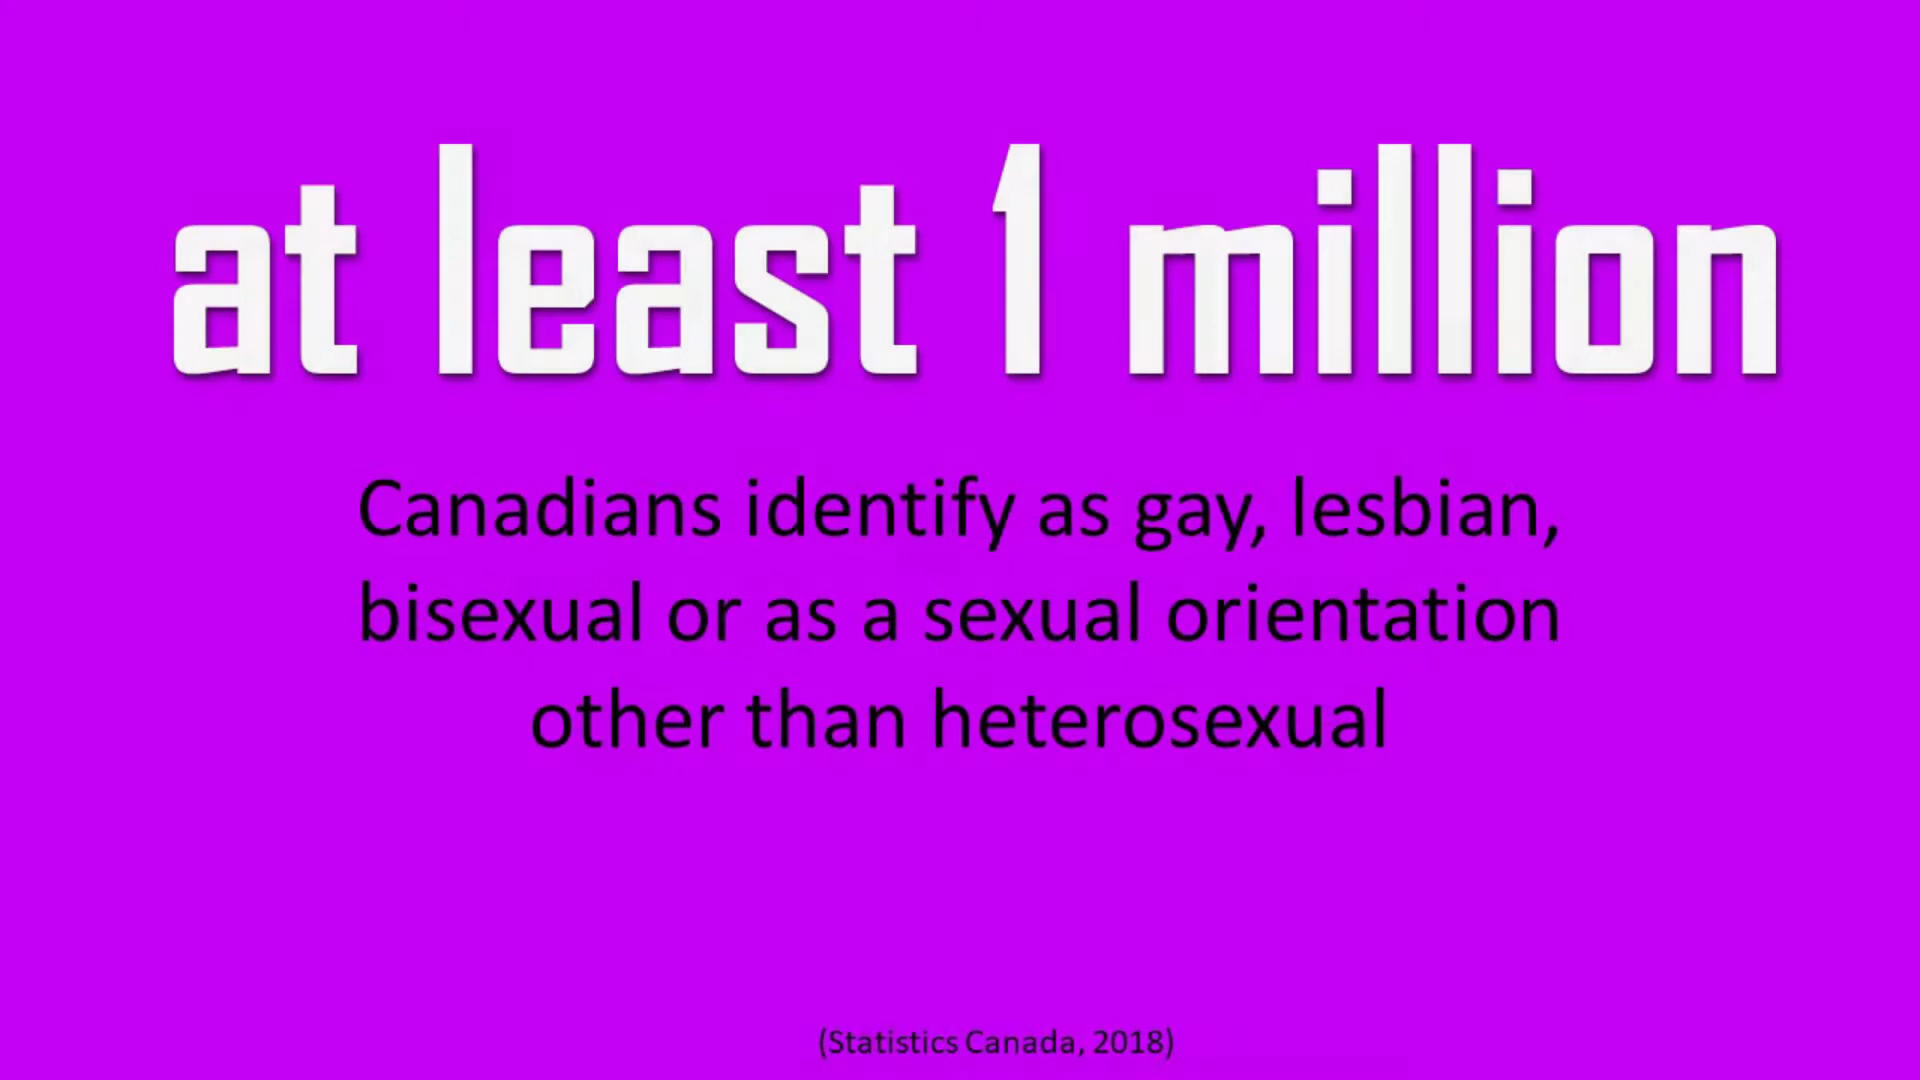 at least 1 million
Canadians identify as gay, lesbian,
bisexual or as a sexual orientation
other than heterosexual
(Statistics Canada, 2018)